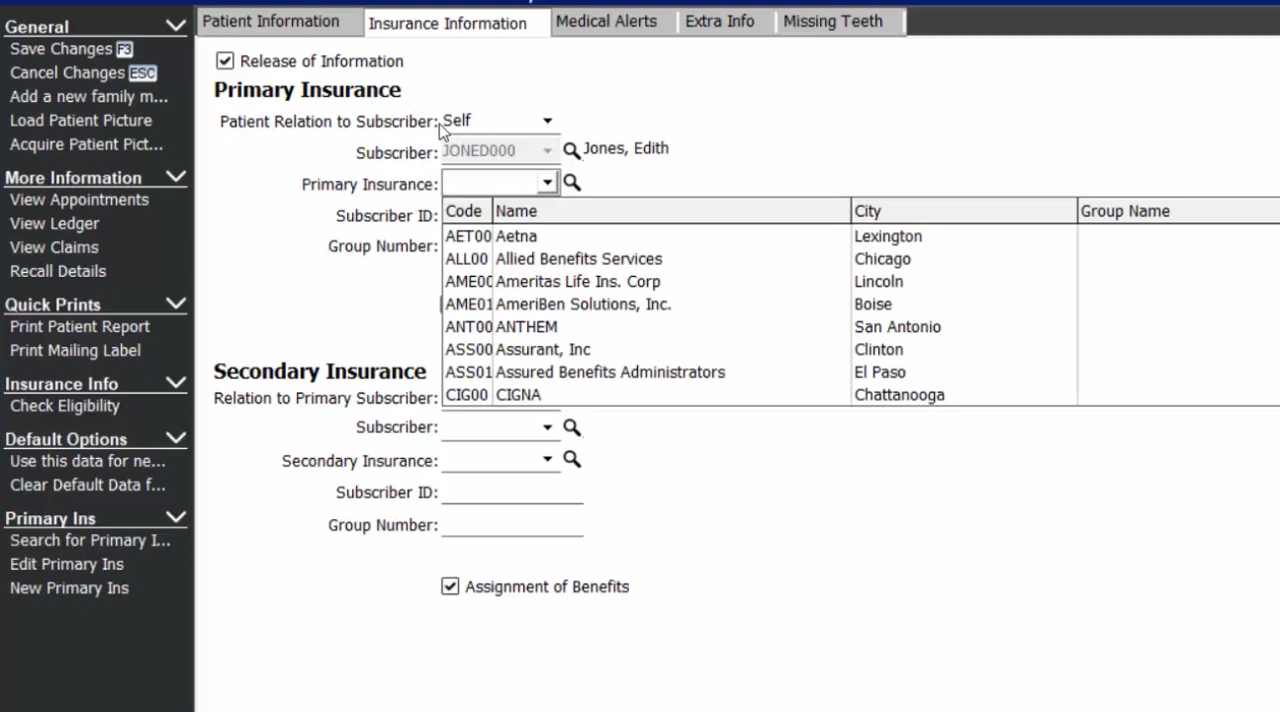 General
Save Changes F3
Cancel Changes ESC
Add a new family m...
Load Patient Picture
Acquire Patient Pict...
More Information
View Appointments
View Ledger
View Claims
Recall Details
Quick Prints
Print Patient Report
Print Mailing Label
Insurance Info
Check Eligibility
Default Options
Use this data for ne...
Clear Default Data f...
Primary Ins
Search for Primary I...
Edit Primary Ins
New Primary Ins
Patient Information Insurance Information Medical Alerts Extra Info Missing Teeth
Release of Information
Primary Insurance
Patient Relation to Subscriber: Self
Subscriber: JONED000 Jones, Edith
Primary Insurance:
Subscriber ID:
Group Number:
Code Name City Group Name
AET00 Aetna Lexington
ALL00 Allied Benefits Services Chicago
AME00 Ameritas Life Ins. Corp Lincoln
AME01 AmeriBen Solutions, Inc. Boise
ANT00 ANTHEM San Antonio
ASS00 Assurant, Inc Clinton
ASS01 Assured Benefits Administrators El Paso
CIG00 CIGNA Chattanooga
Secondary Insurance
Relation to Primary Subscriber:
Subscriber:
Secondary Insurance:
Subscriber ID:
Group Number:
Assignment of Benefits